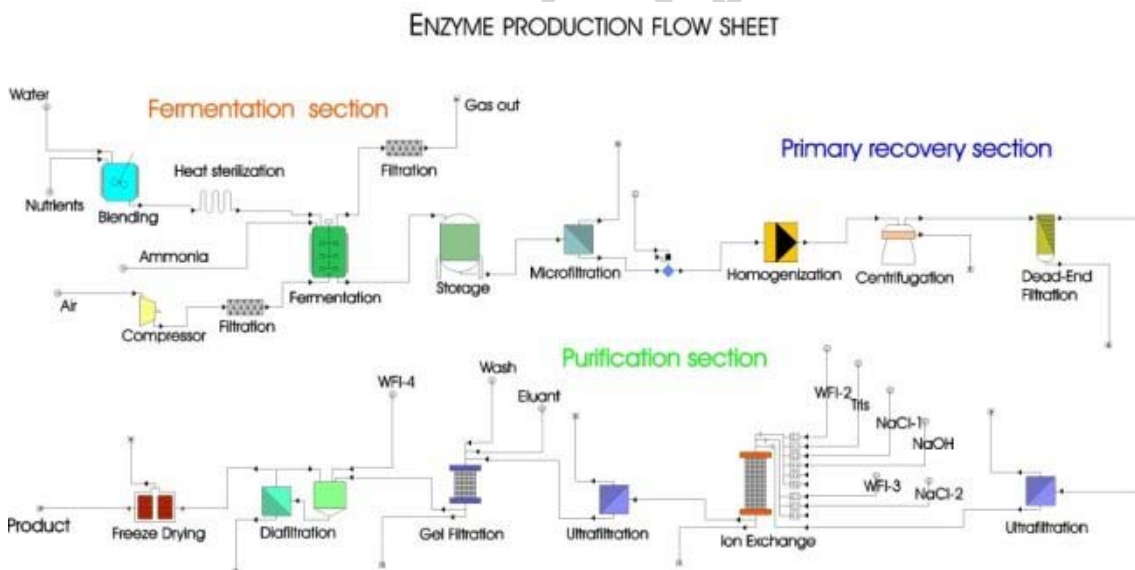 ENZYME PRODUCTION FLOW SHEET
Water
Fermentation section
Gas out
Primary recovery section
Heat sterilization
Filtration
Nutrients
Blending
Ammonia
Fermentation
Storage
Microfiltration
Homogenization
Centrifugation
Dead-End
Filtration
Air
Compressor
Filtration
Purification section
WFI-4
Wash
Eluant
WFI-2
Tris
NaCl-1
NaOH
WFI-3
NaCl-2
Product
Freeze Drying
Diafiltration
Gel Filtration
Ultrafiltration
Ion Exchange
Ultrafiltration